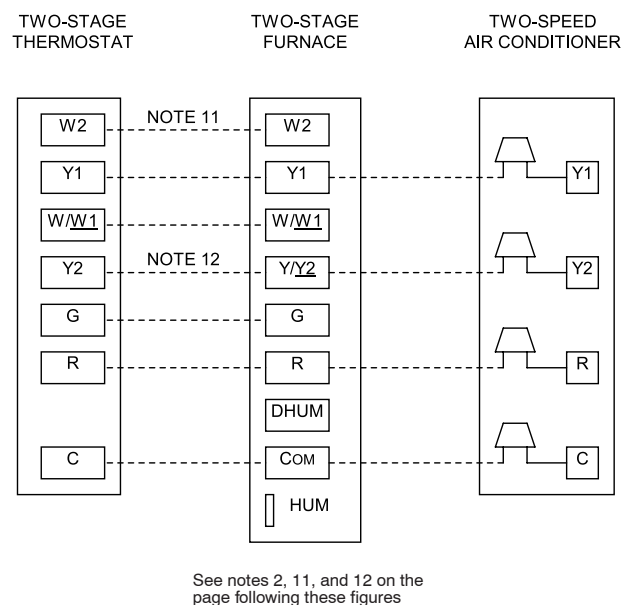 TWO-STAGE THERMOSTAT
TWO-STAGE FURNACE
TWO-SPEED AIR CONDITIONER
W2 NOTE 11 W2
Y1 Y1 Y1
W/W1 W/W1
Y2 NOTE 12 Y/Y2 Y2
G G
R R R
DHUM
C COM C
HUM
See notes 2, 11, and 12 on the
page following these figures